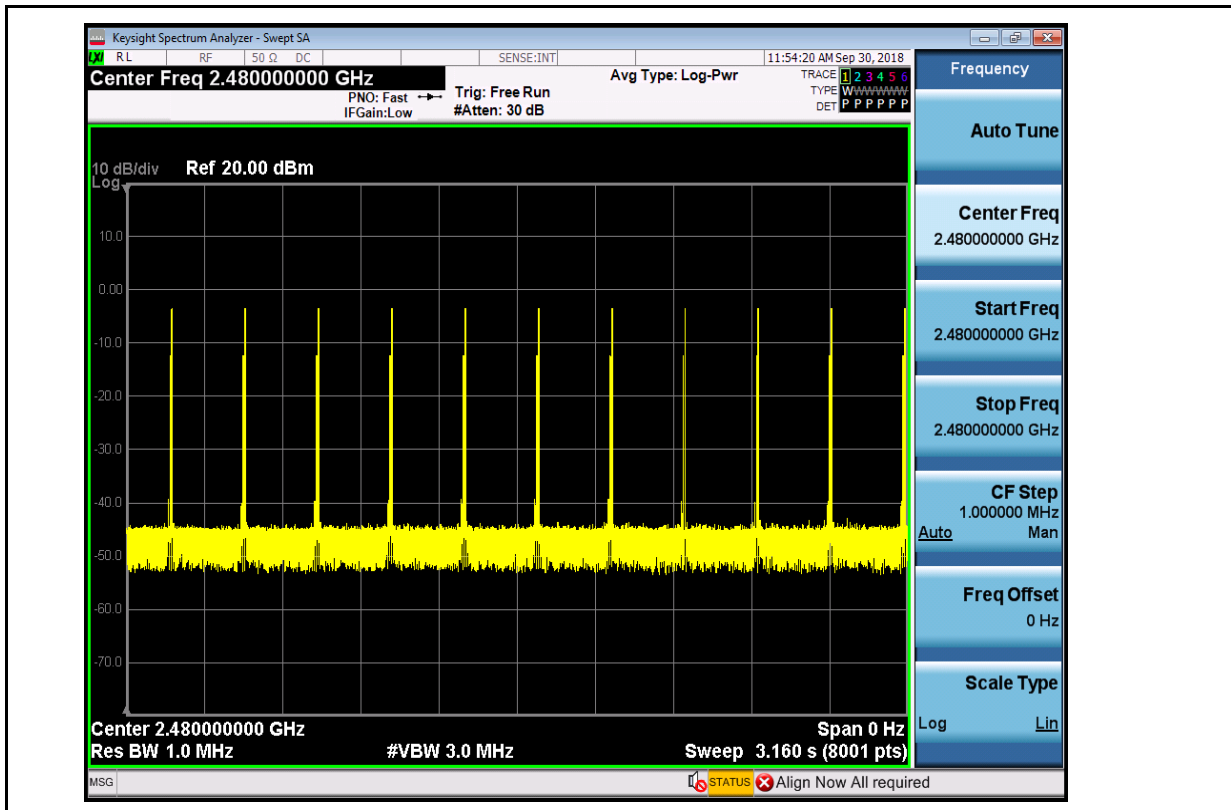 Keysight Spectrum Analyzer - Swept SA
LXI RL RF 50 Ω DC SENSE:INT 11:54:20 AM Sep 30, 2018
Center Freq 2.480000000 GHz
PNO: Fast
IFGain:Low
Trig: Free Run
#Atten: 30 dB
Avg Type: Log-Pwr
TRACE 1 2 3 4 5 6
TYPE WWWWWW
DET P P P P P P
10 dB/div Ref 20.00 dBm
Log
10.0
0.00
-10.0
-20.0
-30.0
-40.0
-50.0
-60.0
-70.0
Center 2.480000000 GHz Span 0 Hz
Res BW 1.0 MHz #VBW 3.0 MHz Sweep 3.160 s (8001 pts)
MSG STATUS Align Now All required
Frequency
Auto Tune
Center Freq
2.480000000 GHz
Start Freq
2.480000000 GHz
Stop Freq
2.480000000 GHz
CF Step
1.000000 MHz
Auto Man
Freq Offset
0 Hz
Scale Type
Log Lin